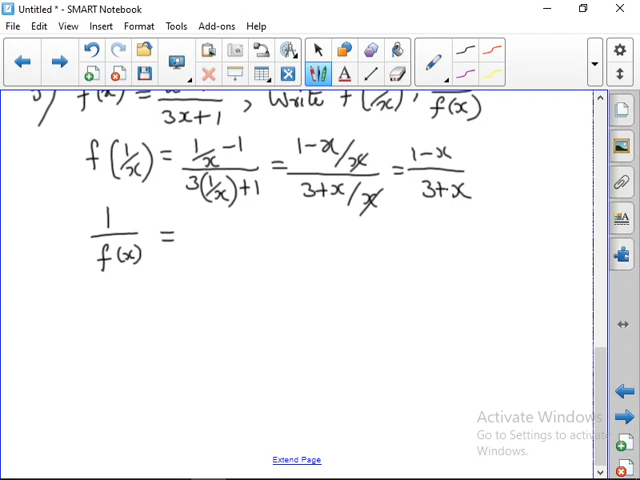 Untitled * - SMART Notebook
File Edit View Insert Format Tools Add-ons Help
f(x) = 3x+1 , Write f(1/x), f(x)
f(1/x) = (1/x -1)/(3(1/x)+1) = (1-x/x)/(3+x/x) = (1-x)/(3+x)
1/f(x) =
Activate Windows
Go to Settings to activate
Windows.
Extend Page